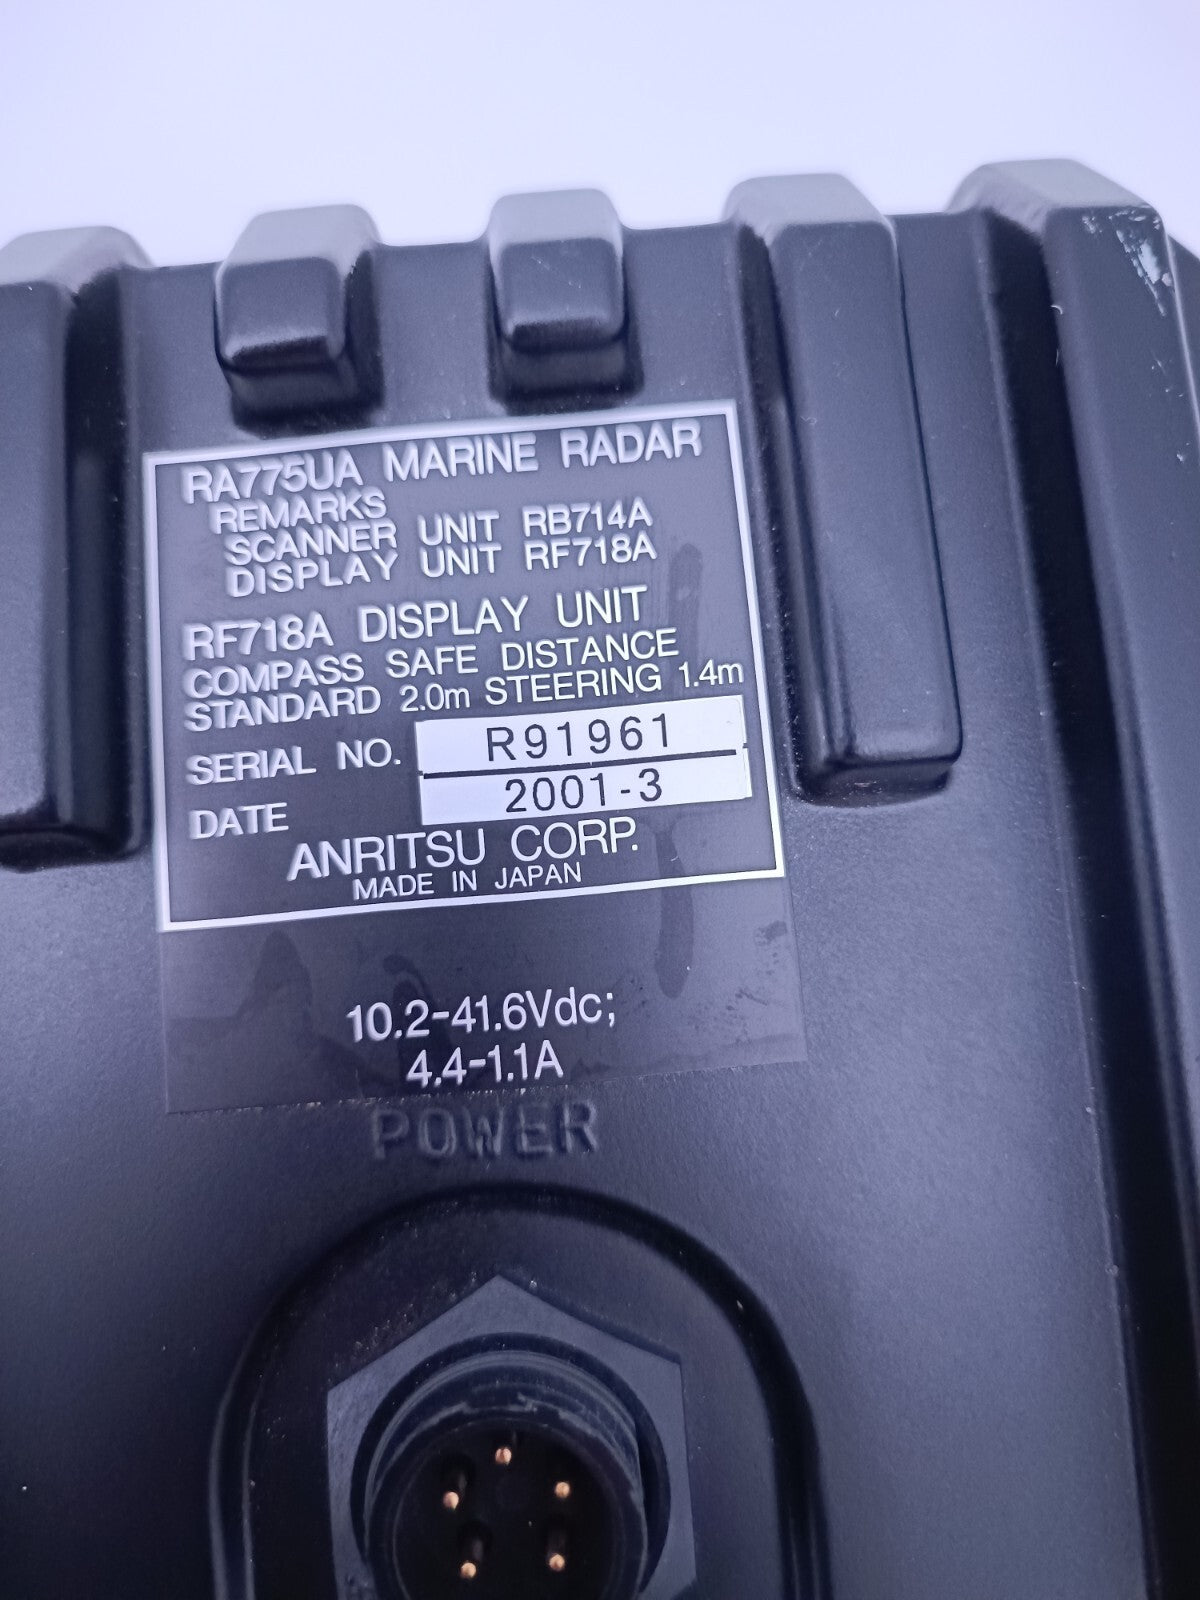 RA775UA MARINE RADAR
REMARKS
SCANNER UNIT RB714A
DISPLAY UNIT RF718A
RF718A DISPLAY UNIT
COMPASS SAFE DISTANCE
STANDARD 2.0m STEERING 1.4m
SERIAL NO. R91961
DATE 2001-3
ANRITSU CORP.
MADE IN JAPAN
10.2-41.6Vdc;
4.4-1.1A
POWER